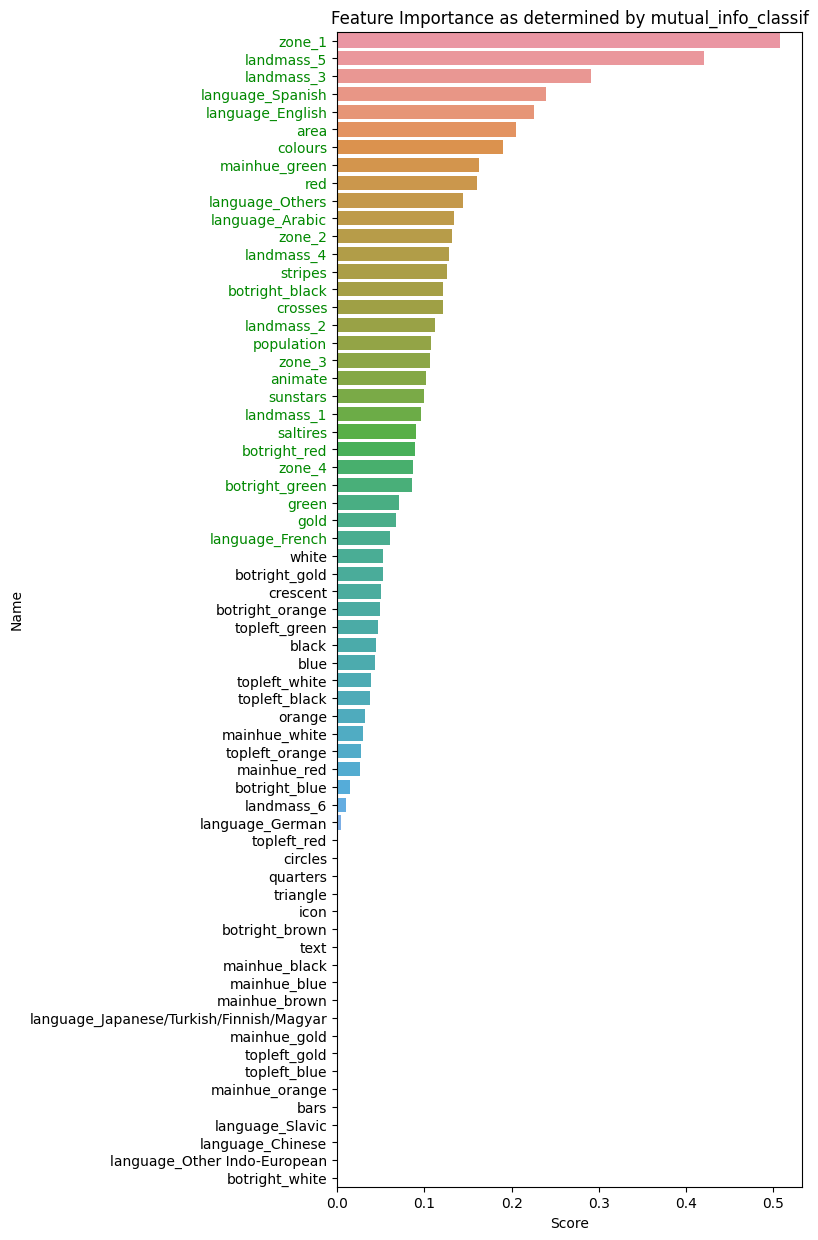 Feature Importance as determined by mutual_info_classif
zone_1
landmass_5
landmass_3
language_Spanish
language_English
area
colours
mainhue_green
red
language_Others
language_Arabic
zone_2
landmass_4
stripes
botright_black
crosses
landmass_2
population
zone_3
animate
sunstars
landmass_1
saltires
botright_red
zone_4
botright_green
green
gold
language_French
white
botright_gold
crescent
botright_orange
topleft_green
black
blue
topleft_white
topleft_black
orange
mainhue_white
topleft_orange
mainhue_red
botright_blue
landmass_6
language_German
topleft_red
circles
quarters
triangle
icon
botright_brown
text
mainhue_black
mainhue_blue
mainhue_brown
language_Japanese/Turkish/Finnish/Magyar
mainhue_gold
topleft_gold
topleft_blue
mainhue_orange
bars
language_Slavic
language_Chinese
language_Other Indo-European
botright_white
Name
0.0 0.1 0.2 0.3 0.4 0.5
Score